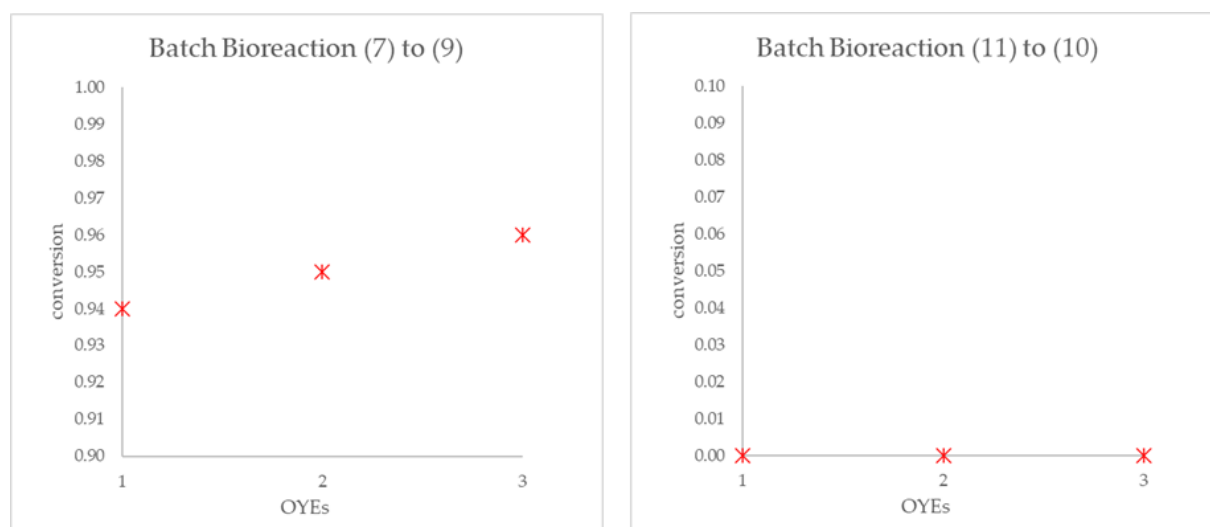 Batch Bioreaction (7) to (9)
1.00
0.99
0.98
0.97
0.96
0.95
0.94
0.93
0.92
0.91
0.90
conversion
1 2 3
OYEs
Batch Bioreaction (11) to (10)
0.10
0.09
0.08
0.07
0.06
0.05
0.04
0.03
0.02
0.01
0.00
conversion
1 2 3
OYEs